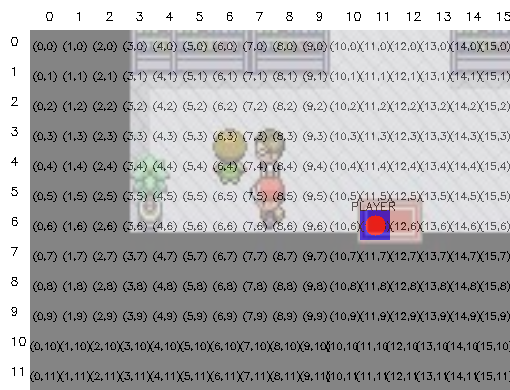 0 1 2 3 4 5 6 7 8 9 10 11 12 13 14 15
0 (0,0) (1,0) (2,0) (3,0) (4,0) (5,0) (6,0) (7,0) (8,0) (9,0) (10,0) (11,0) (12,0) (13,0) (14,0) (15,0)
1 (0,1) (1,1) (2,1) (3,1) (4,1) (5,1) (6,1) (7,1) (8,1) (9,1) (10,1) (11,1) (12,1) (13,1) (14,1) (15,1)
2 (0,2) (1,2) (2,2) (3,2) (4,2) (5,2) (6,2) (7,2) (8,2) (9,2) (10,2) (11,2) (12,2) (13,2) (14,2) (15,2)
3 (0,3) (1,3) (2,3) (3,3) (4,3) (5,3) (6,3) (7,3) (8,3) (9,3) (10,3) (11,3) (12,3) (13,3) (14,3) (15,3)
4 (0,4) (1,4) (2,4) (3,4) (4,4) (5,4) (6,4) (7,4) (8,4) (9,4) (10,4) (11,4) (12,4) (13,4) (14,4) (15,4)
5 (0,5) (1,5) (2,5) (3,5) (4,5) (5,5) (6,5) (7,5) (8,5) (9,5) (10,5) (11,5) (12,5) (13,5) (14,5) (15,5)
PLAYER
6 (0,6) (1,6) (2,6) (3,6) (4,6) (5,6) (6,6) (7,6) (8,6) (9,6) (10,6) (12,6) (13,6) (14,6) (15,6)
7 (0,7) (1,7) (2,7) (3,7) (4,7) (5,7) (6,7) (7,7) (8,7) (9,7) (10,7) (11,7) (12,7) (13,7) (14,7) (15,7)
8 (0,8) (1,8) (2,8) (3,8) (4,8) (5,8) (6,8) (7,8) (8,8) (9,8) (10,8) (11,8) (12,8) (13,8) (14,8) (15,8)
9 (0,9) (1,9) (2,9) (3,9) (4,9) (5,9) (6,9) (7,9) (8,9) (9,9) (10,9) (11,9) (12,9) (13,9) (14,9) (15,9)
10 (0,10) (1,10) (2,10) (3,10) (4,10) (5,10) (6,10) (7,10) (8,10) (9,10) (10,10) (11,10) (12,10) (13,10) (14,10) (15,10)
11 (0,11) (1,11) (2,11) (3,11) (4,11) (5,11) (6,11) (7,11) (8,11) (9,11) (10,11) (11,11) (12,11) (13,11) (14,11) (15,11)